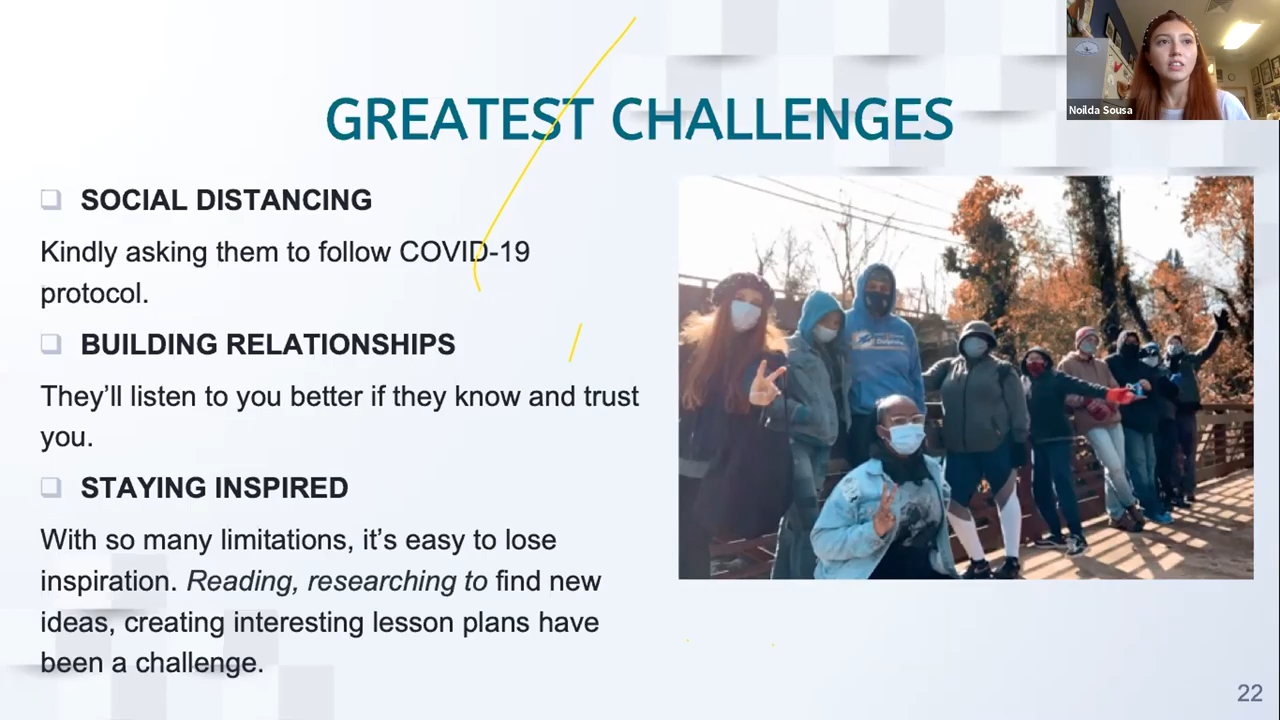 GREATEST CHALLENGES
Noilda Sousa
SOCIAL DISTANCING
Kindly asking them to follow COVID-19
protocol.
BUILDING RELATIONSHIPS
They’ll listen to you better if they know and trust
you.
STAYING INSPIRED
With so many limitations, it’s easy to lose
inspiration. Reading, researching to find new
ideas, creating interesting lesson plans have
been a challenge.
22